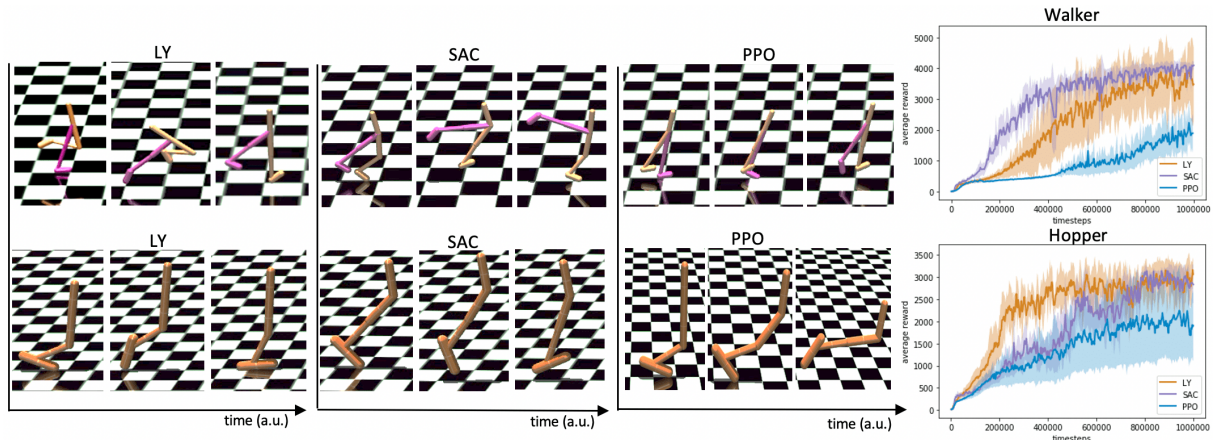 LY
SAC
PPO
LY
SAC
PPO
time (a.u.)
time (a.u.)
time (a.u.)
Walker
average reward
5000
4000
3000
2000
1000
0
LY
SAC
PPO
0
200000
400000
600000
800000
1000000
timesteps
Hopper
average reward
3500
3000
2500
2000
1500
1000
500
0
LY
SAC
PPO
0
200000
400000
600000
800000
1000000
timesteps